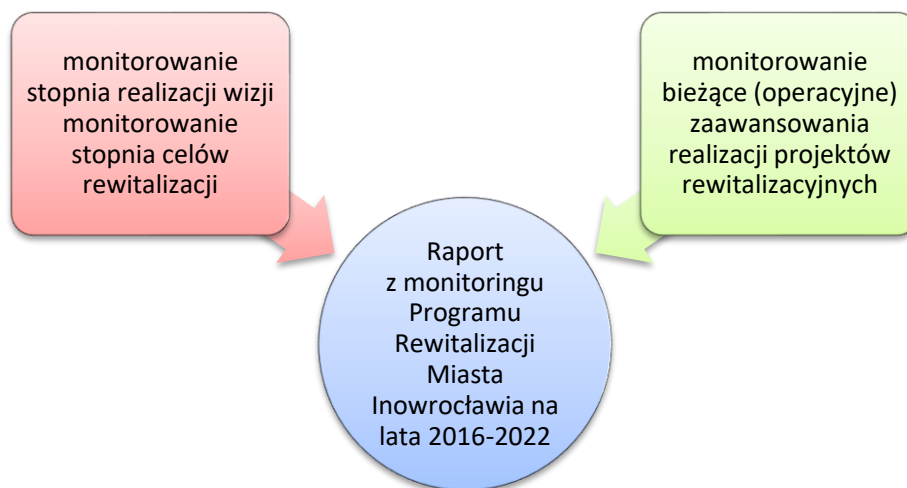 monitorowanie
stopnia realizacji wizji
monitorowanie
stopnia celów
rewitalizacji
monitorowanie
bieżące (operacyjne)
zaawansowania
realizacji projektów
rewitalizacyjnych
Raport
z monitoringu
Programu
Rewitalizacji
Miasta
Inowrocławia na
lata 2016-2022